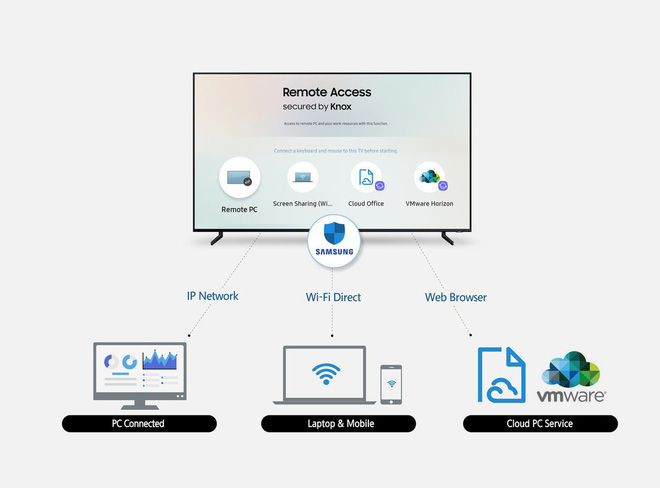 Remote Access
secured by Knox
Access to remote PC and your work resources with this function.
Connect a keyboard and mouse to this TV before starting.
Remote PC
Screen Sharing (Wi...
Cloud Office
VMware Horizon
SAMSUNG
IP Network
Wi-Fi Direct
Web Browser
vmware®
PC Connected
Laptop & Mobile
Cloud PC Service